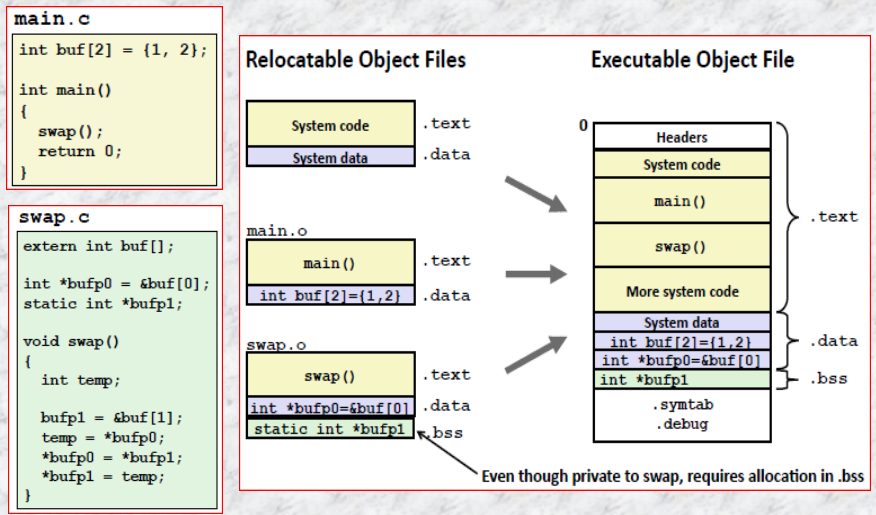 main.c
int buf[2] = {1, 2};
int main()
{
swap();
return 0;
}
swap.c
extern int buf[];
int *bufp0 = &buf[0];
static int *bufp1;
void swap()
{
int temp;
bufp1 = &buf[1];
temp = *bufp0;
*bufp0 = *bufp1;
*bufp1 = temp;
}
Relocatable Object Files
System code
.text
System data
.data
main.o
main()
.text
int buf[2]={1,2}
.data
swap.o
swap()
.text
int *bufp0=&buf[0]
.data
static int *bufp1
.bss
Executable Object File
0
Headers
System code
main()
swap()
More system code
.text
System data
int buf[2]={1,2}
int *bufp0=&buf[0]
.data
int *bufp1
.bss
.symtab
.debug
Even though private to swap, requires allocation in .bss